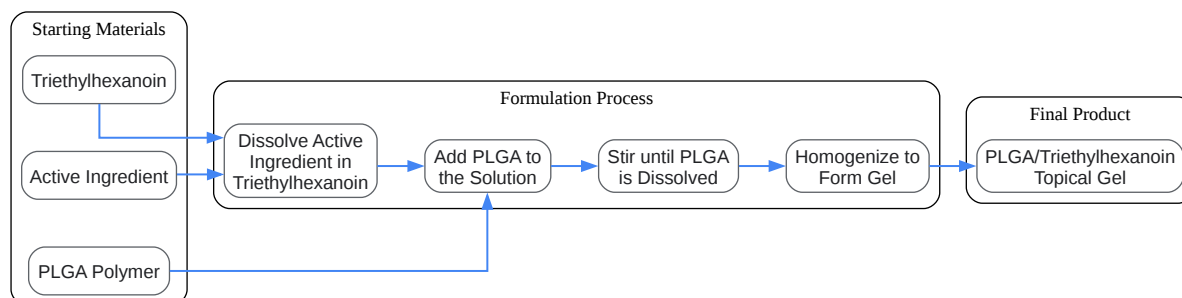 Starting Materials
Triethylhexanoin
Active Ingredient
PLGA Polymer
Formulation Process
Dissolve Active
Ingredient in
Triethylhexanoin
Add PLGA to
the Solution
Stir until PLGA
is Dissolved
Homogenize to
Form Gel
Final Product
PLGA/Triethylhexanoin
Topical Gel